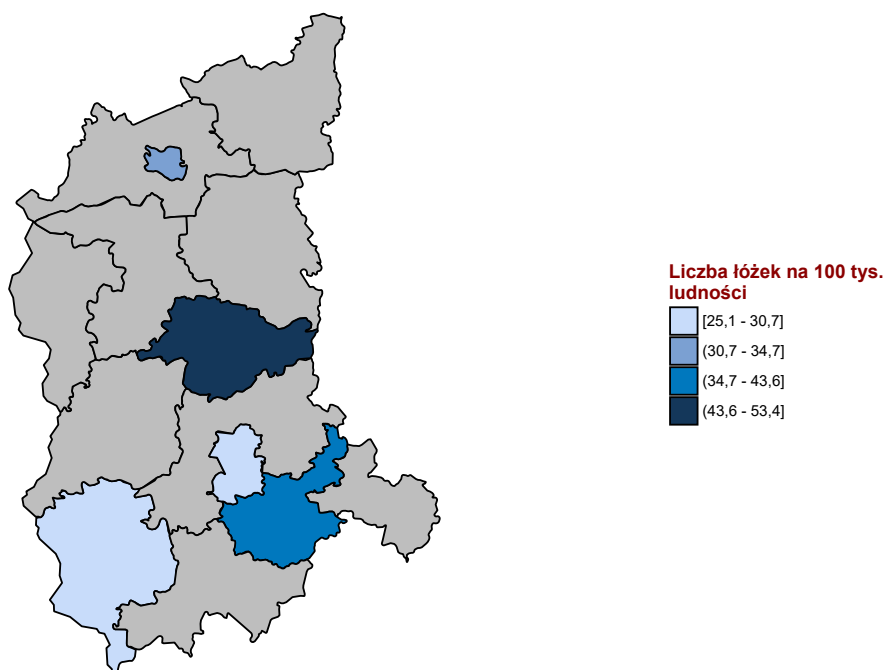 Liczba łóżek na 100 tys.
ludności
[25,1 - 30,7]
(30,7 - 34,7]
(34,7 - 43,6]
(43,6 - 53,4]